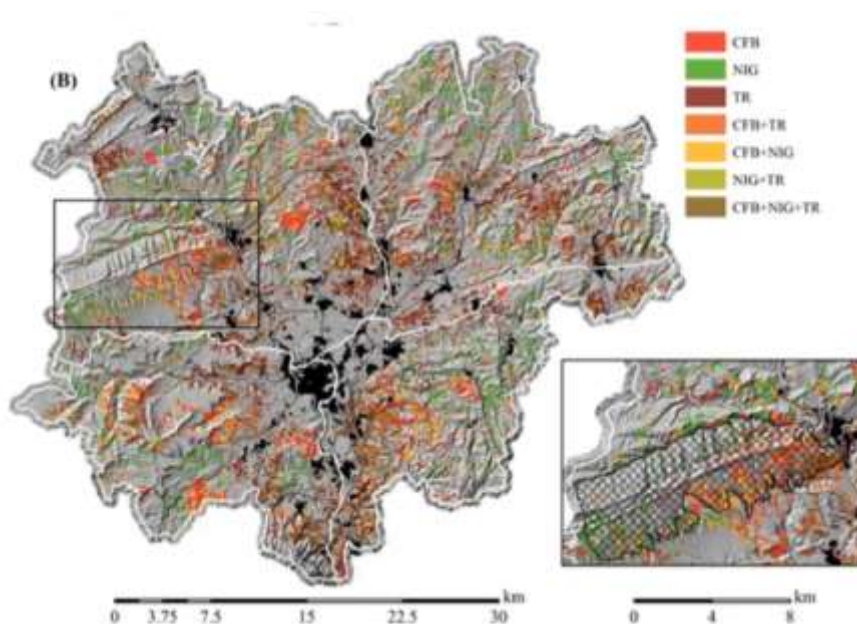 (B)
CFB
NIG
TR
CFB+TR
CFB+NIG
NIG+TR
CFB+NIG+TR
km
0 3.75 7.5 15 22.5 30
km
0 4 8